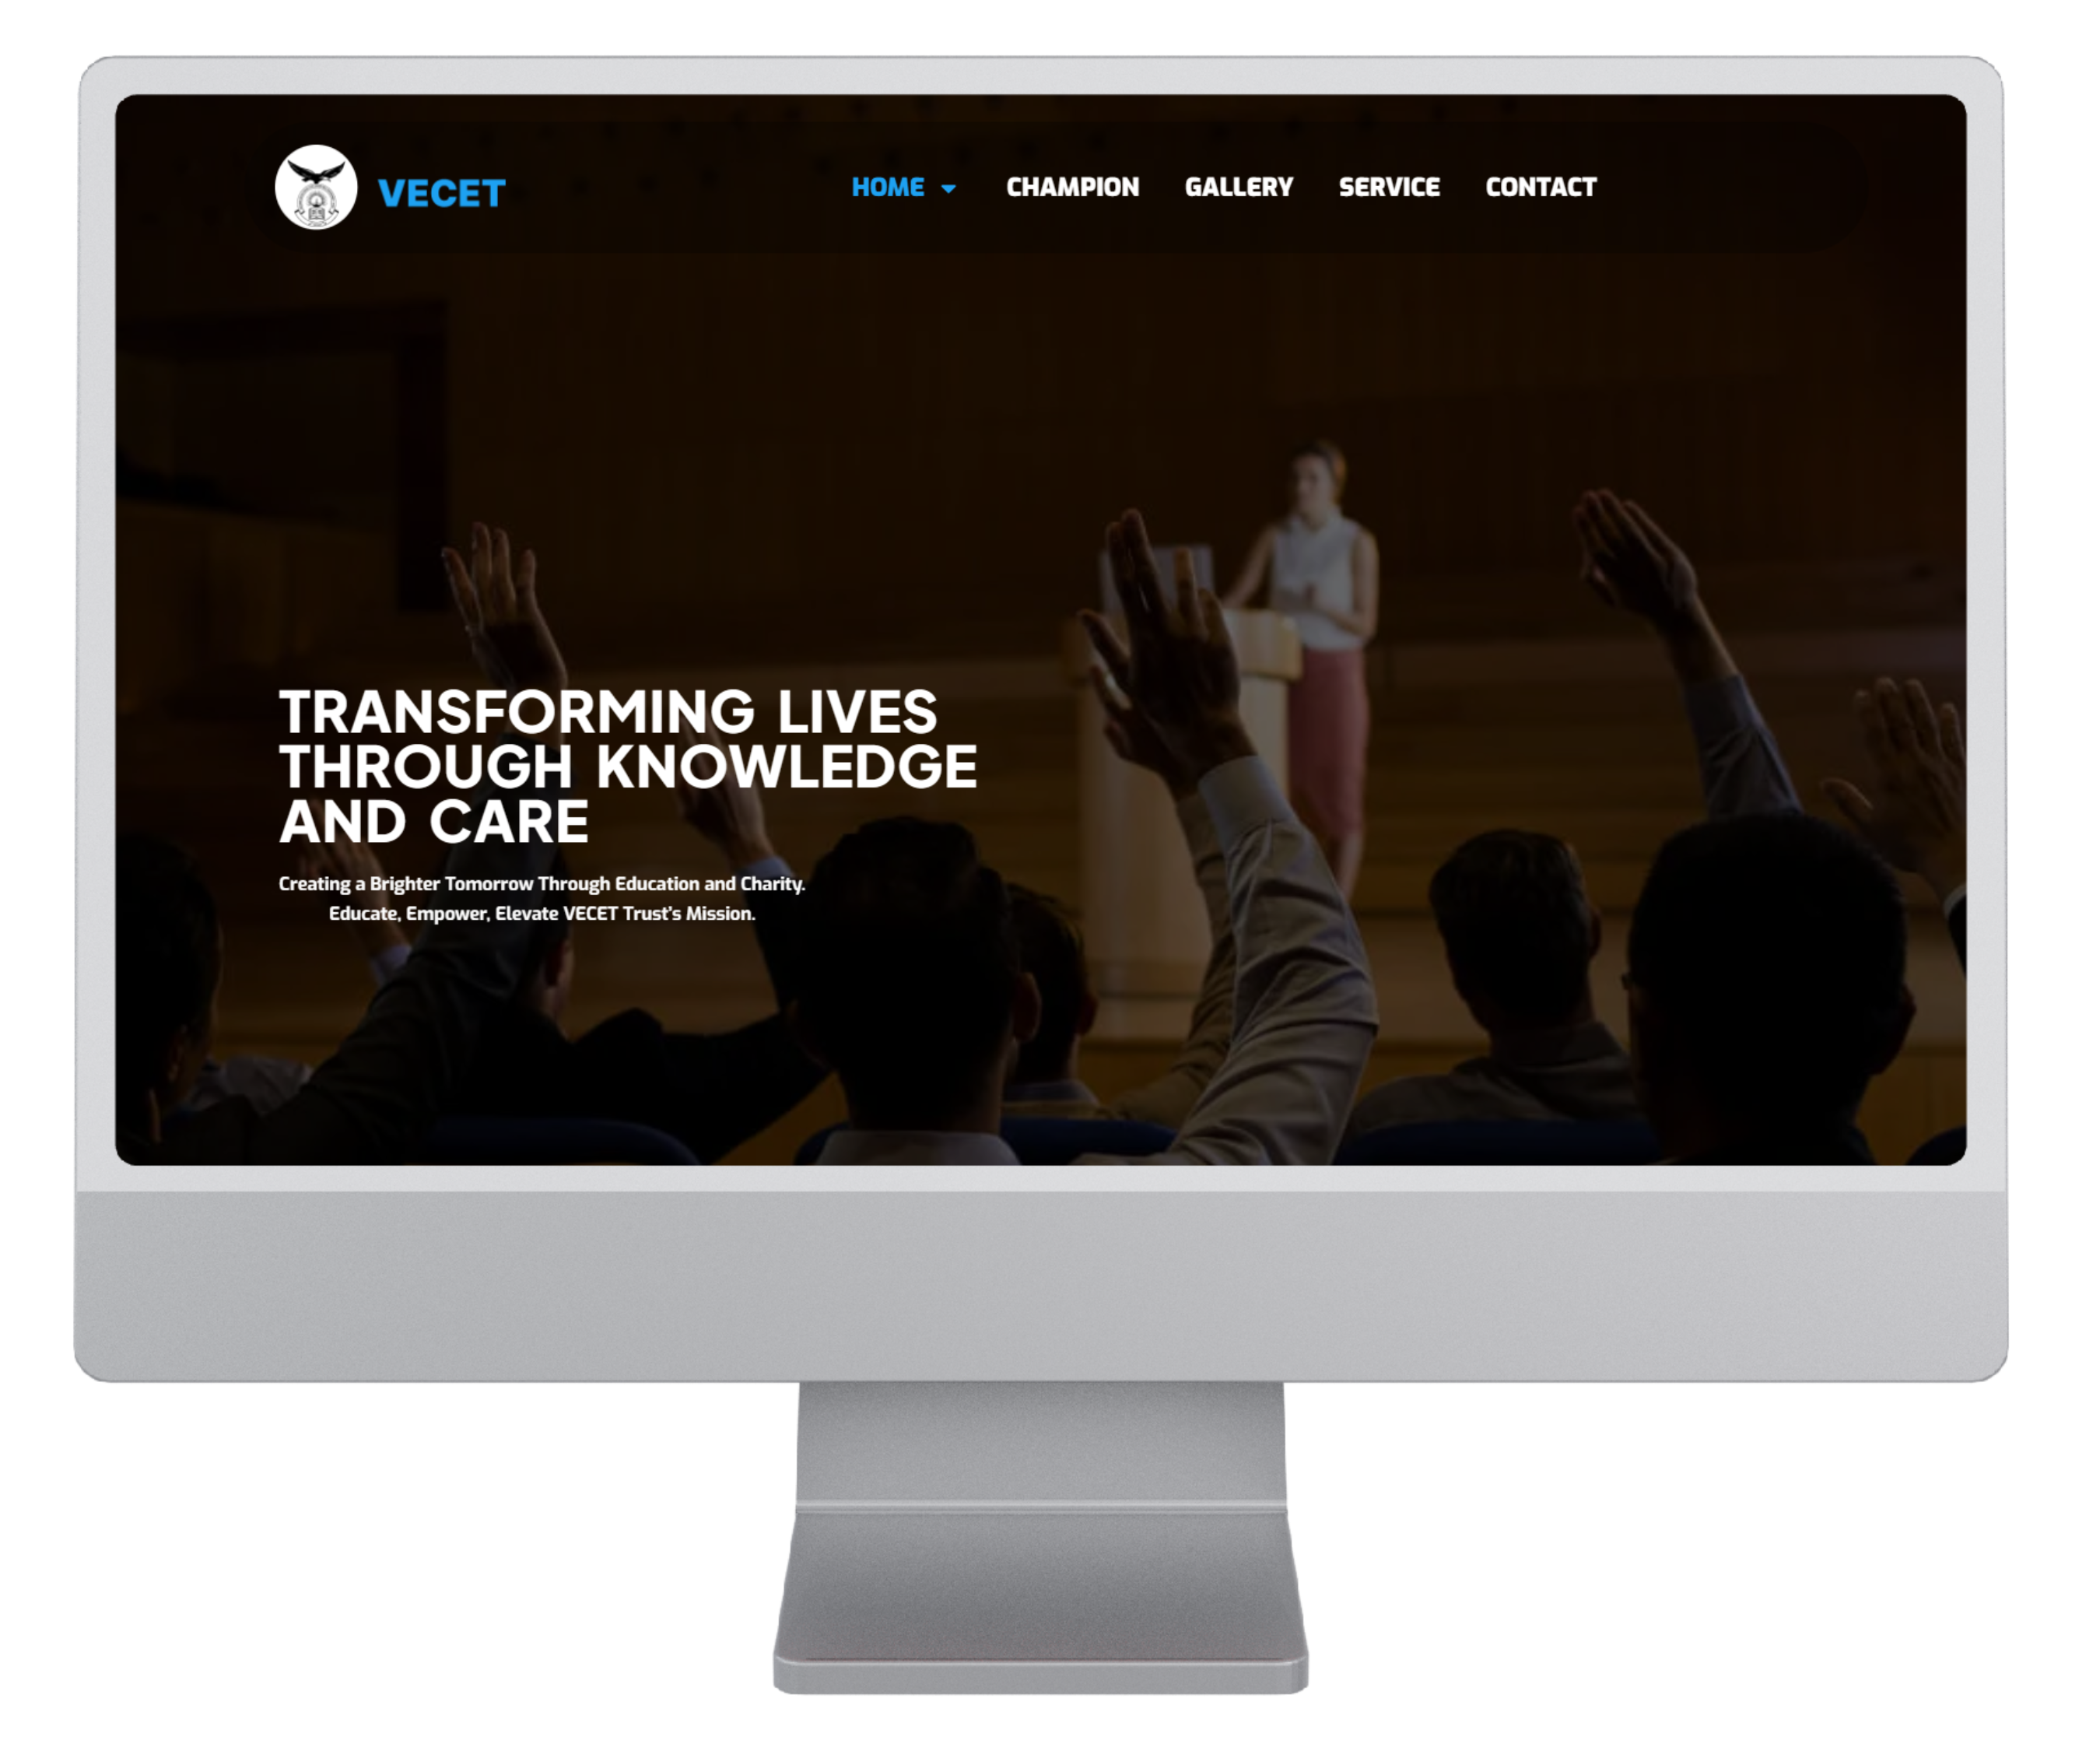 VECET
HOME
CHAMPION
GALLERY
SERVICE
CONTACT
TRANSFORMING LIVES
THROUGH KNOWLEDGE
AND CARE
Creating a Brighter Tomorrow Through Education and Charity.
Educate, Empower, Elevate VECET Trust's Mission.